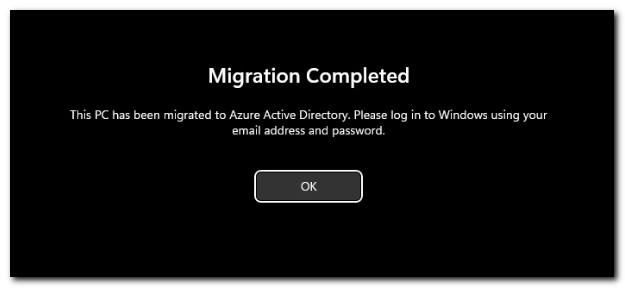 Migration Completed
This PC has been migrated to Azure Active Directory. Please log in to Windows using your
email address and password.
OK